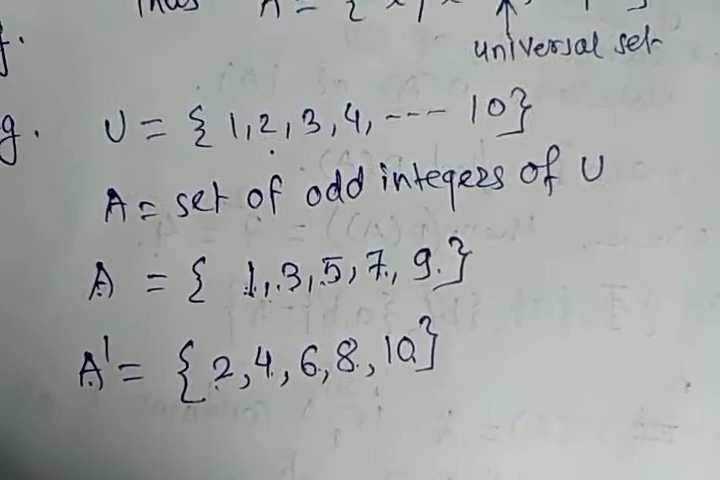 Thus A = {
f.
universal set
g. U = { 1, 2, 3, 4, ---- 10}
A = set of odd integers of U
A = { 1, 3, 5, 7, 9.}
A' = {2, 4, 6, 8, 10}